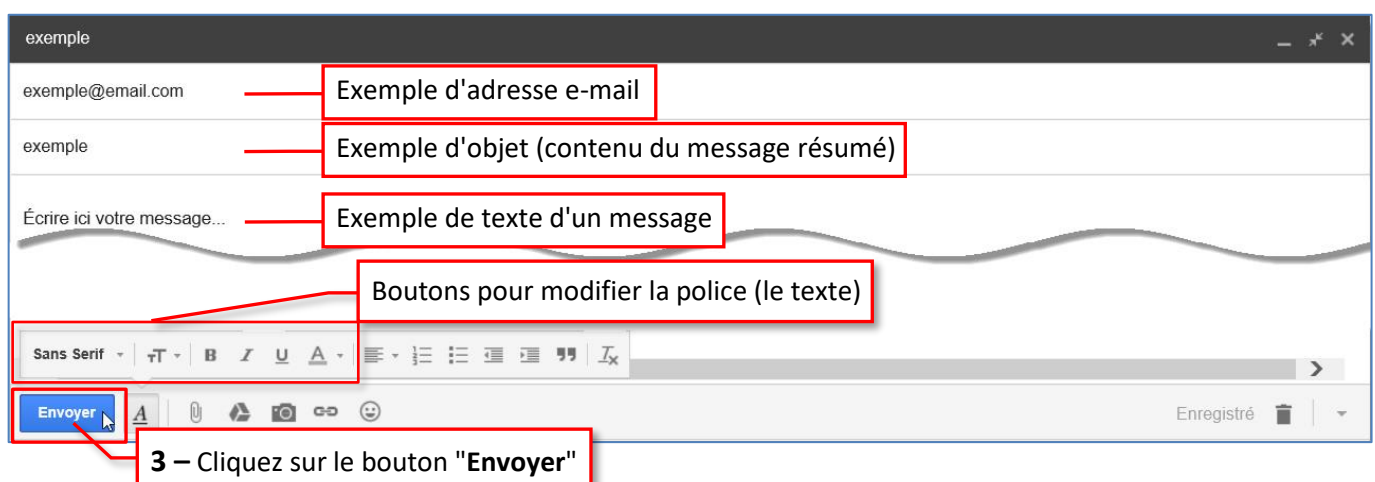 exemple
exemple@email.com
Exemple d'adresse e-mail
exemple
Exemple d'objet (contenu du message résumé)
Écrire ici votre message...
Exemple de texte d'un message
Boutons pour modifier la police (le texte)
Sans Serif
Envoyer
Enregistré
3 – Cliquez sur le bouton "Envoyer"